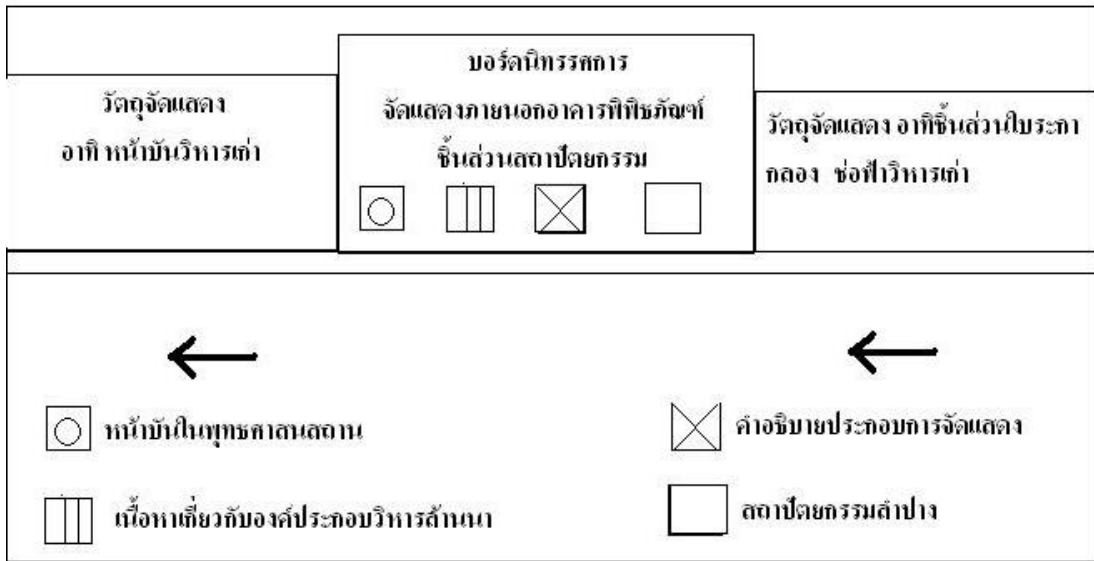 วัตถุจัดแสดง
อาทิ หน้าบันวิหารเก่า
บอร์ดนิทรรศการ
จัดแสดงภายนอกอาคารพิพิธภัณฑ์
ชิ้นส่วนสถาปัตยกรรม
วัตถุจัดแสดง อาทิชิ้นส่วนใบระกา
กลอง ช่อฟ้าวิหารเก่า
หน้าบันในพุทธศาสนสถาน
คำอธิบายประกอบการจัดแสดง
เนื้อหาเกี่ยวกับองค์ประกอบวิหารล้านนา
สถาปัตยกรรมลำปาง